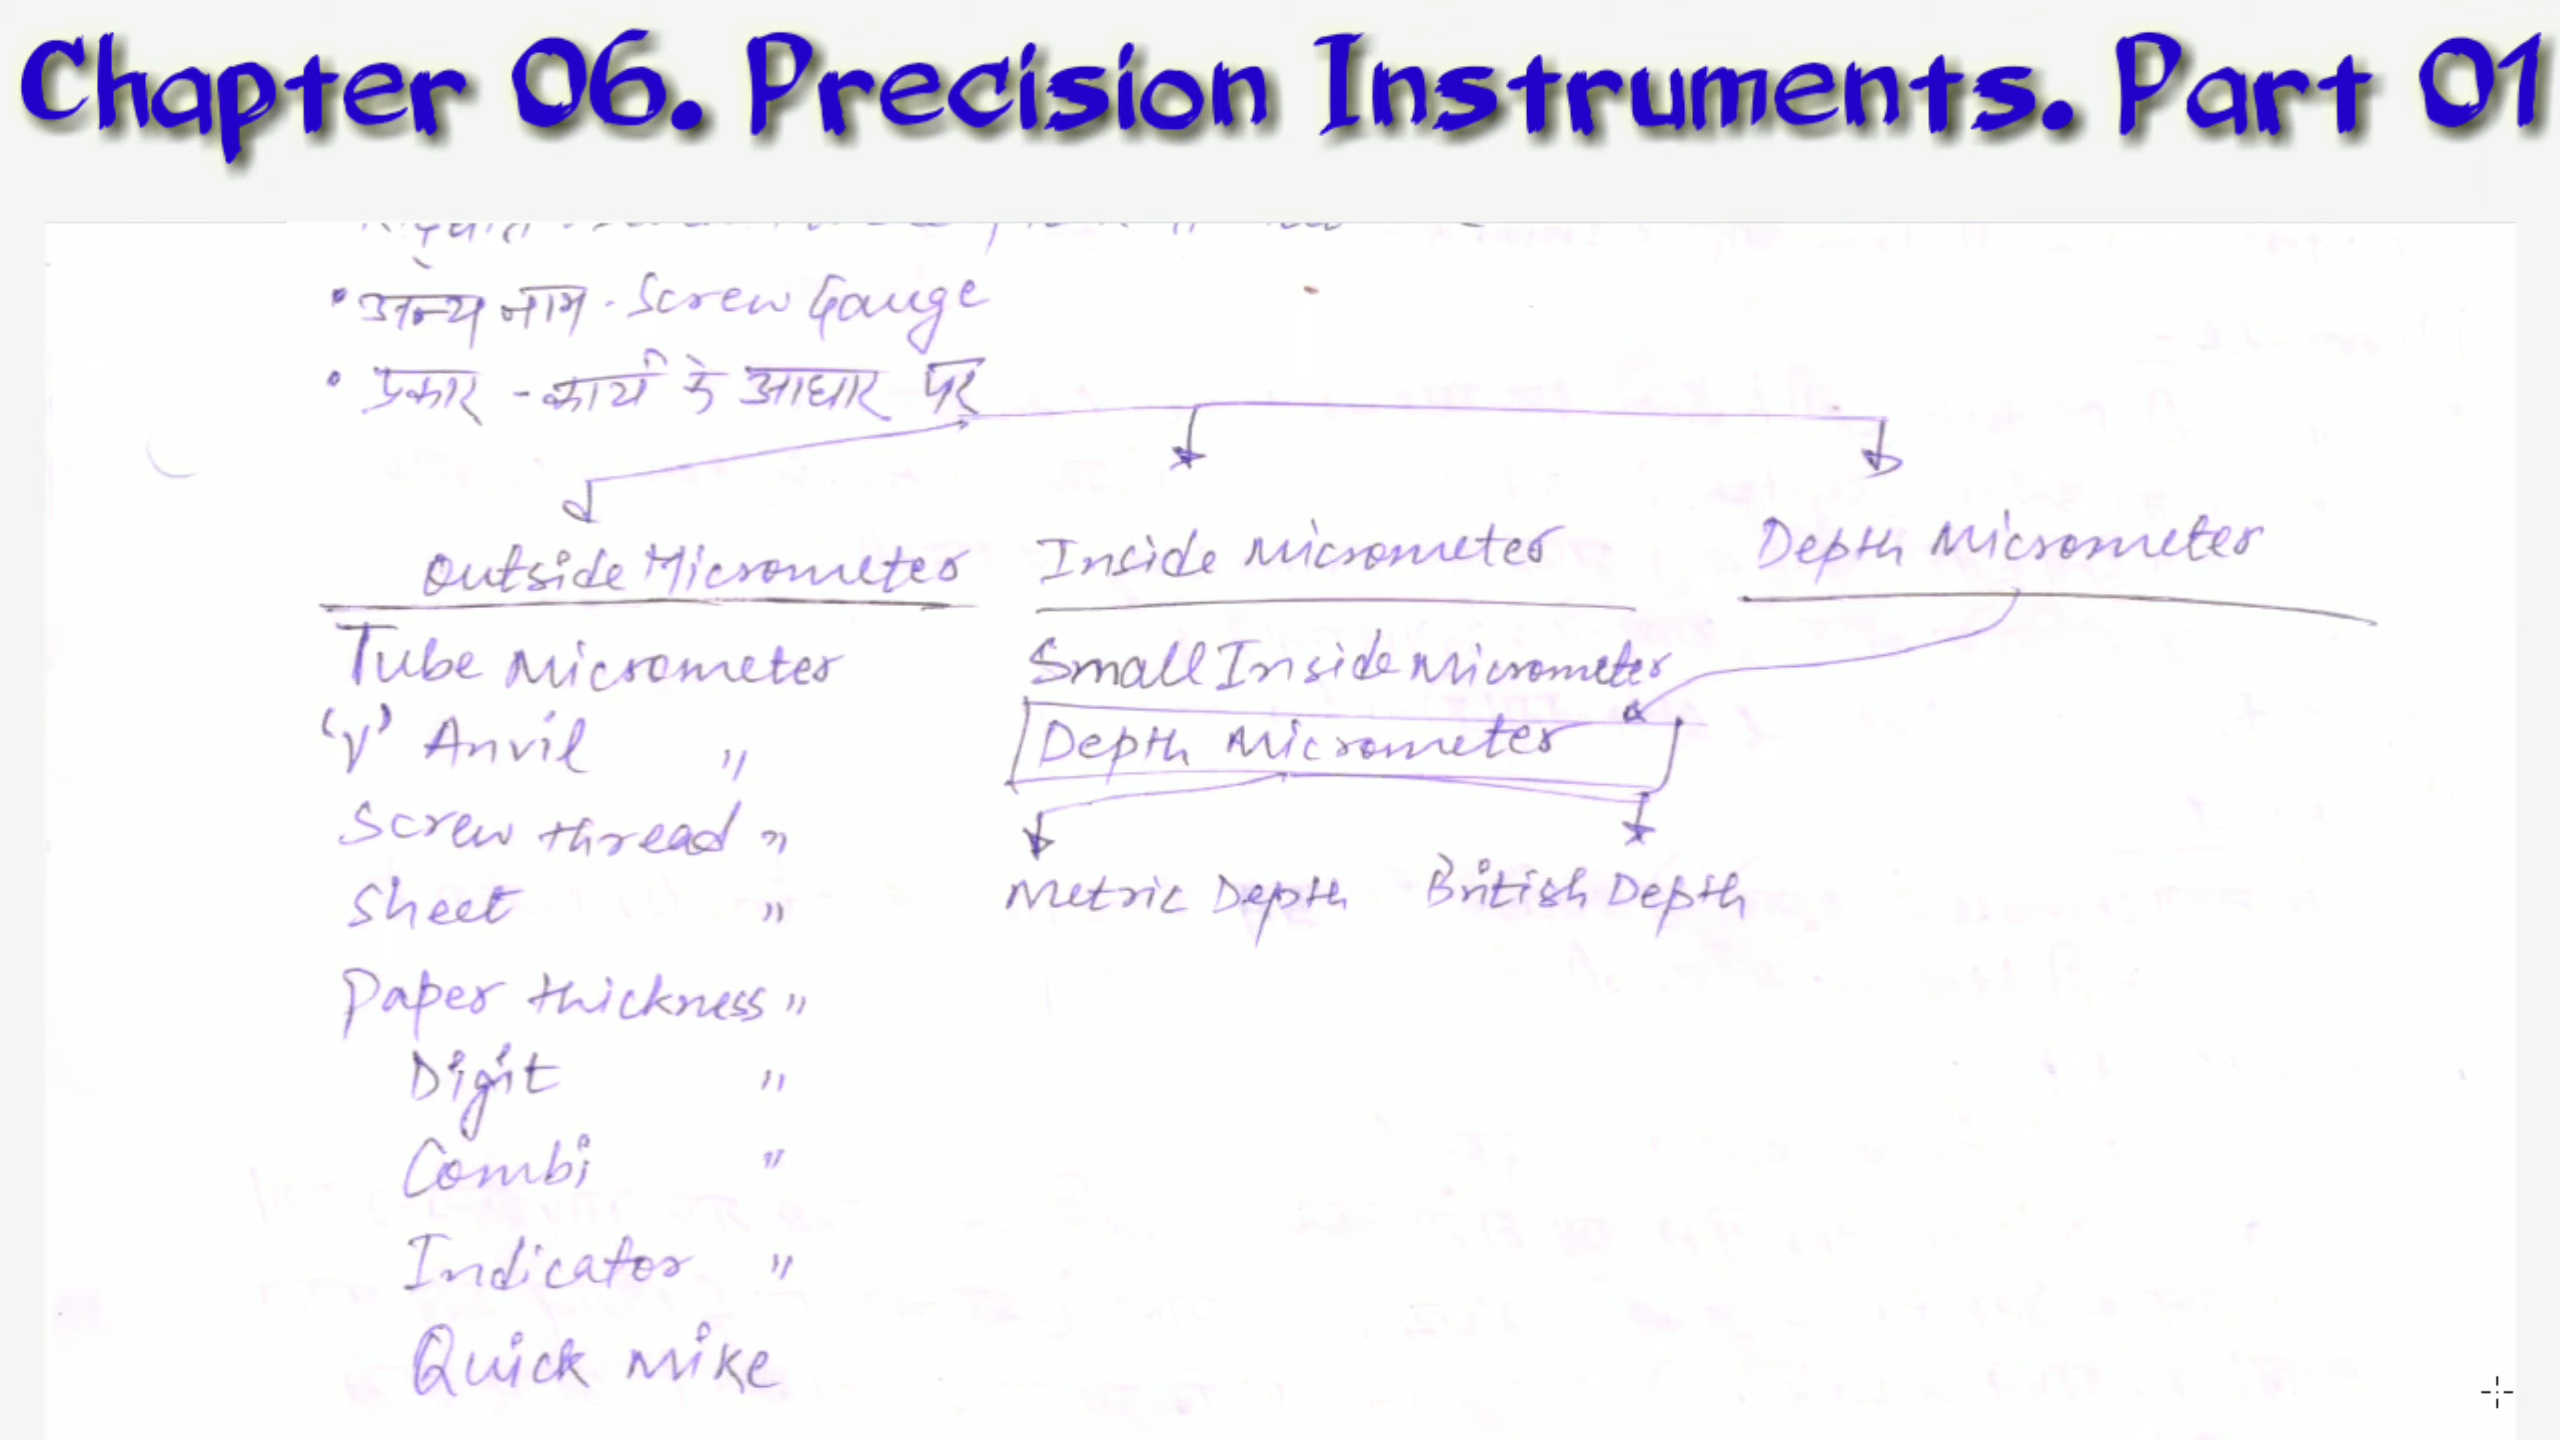 Chapter 06. Precision Instruments. Part 01
• अन्य नाम - Screw Gauge
• प्रकार - कार्यो के आधार पर
Outside Micrometer
Tube Micrometer
'V' Anvil "
Screw thread "
Sheet "
Paper thickness "
Digit "
Combi "
Indicator "
Quick Mike
Inside Micrometer
Small Inside Micrometer
Depth Micrometer
Metric Depth British Depth
Depth Micrometer